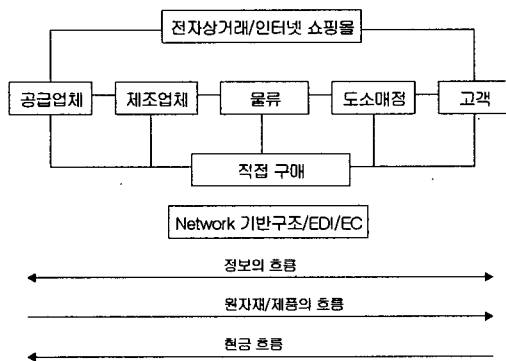 전자상거래/인터넷 쇼핑몰
공급업체 제조업체 물류 도소매점 고객
직접 구매
Network 기반구조/EDI/EC
정보의 흐름
원자재/제품의 흐름
현금 흐름